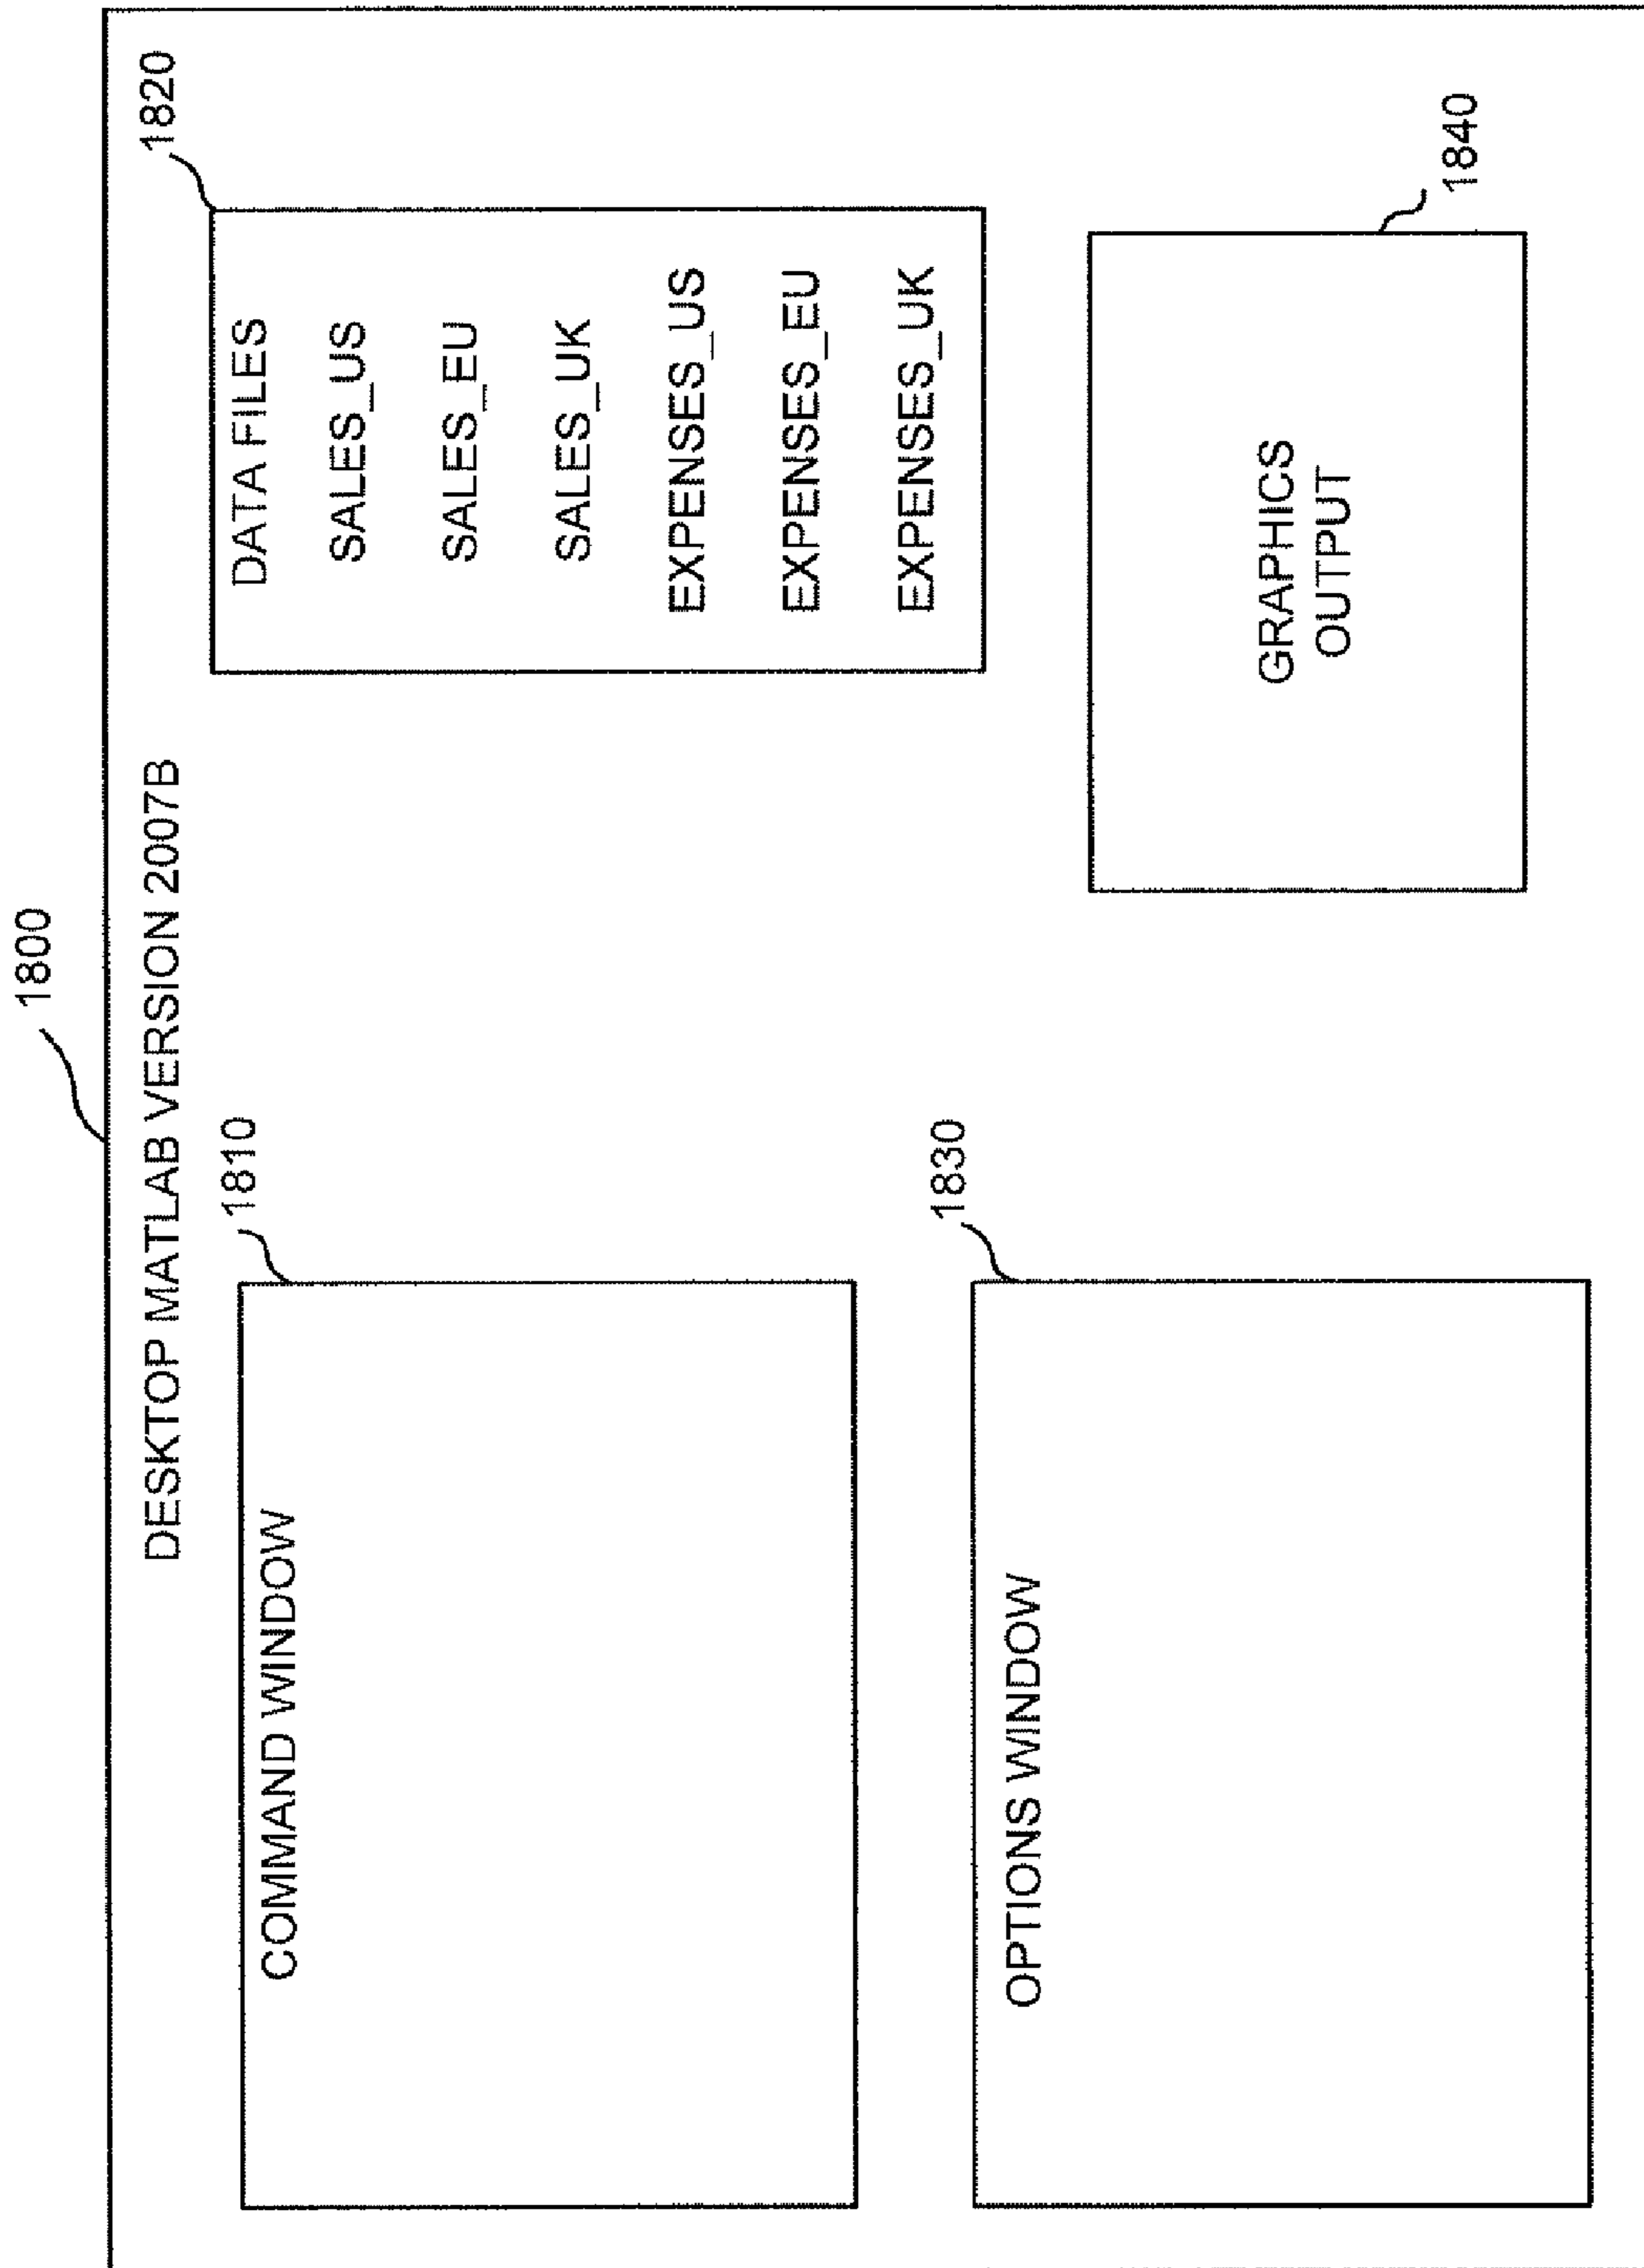 1800
DESKTOP MATLAB VERSION 2007B
1810
COMMAND WINDOW
1820
DATA FILES
SALES_US
SALES_EU
SALES_UK
EXPENSES_US
EXPENSES_EU
EXPENSES_UK
1830
OPTIONS WINDOW
GRAPHICS
OUTPUT
1840